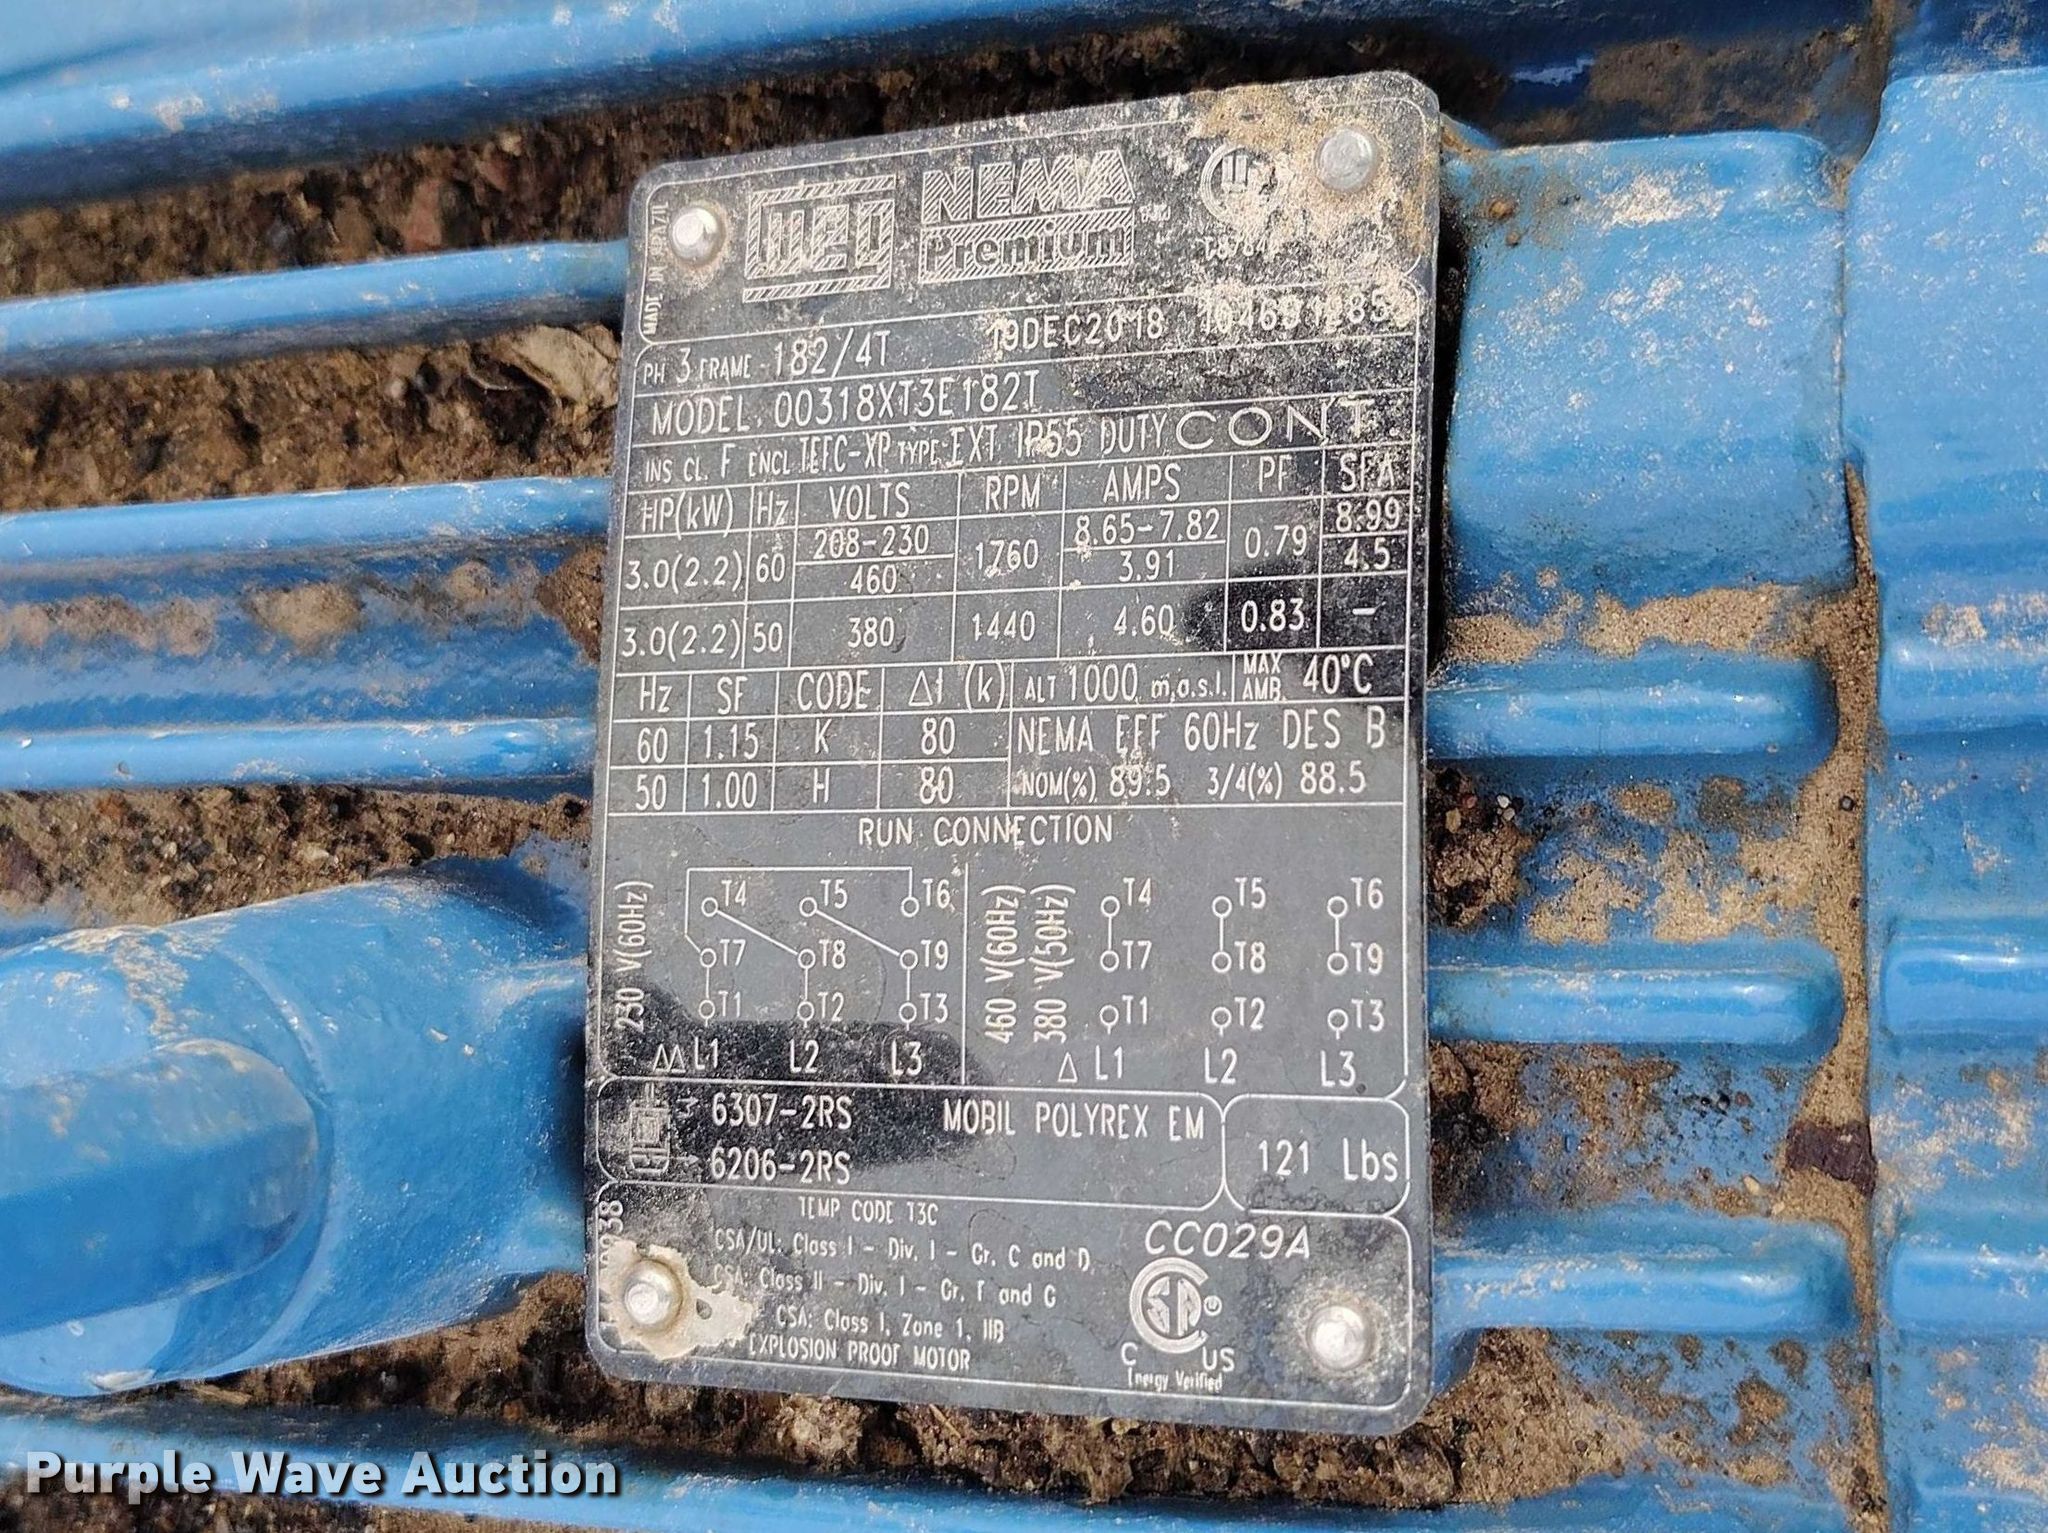 WEG NEMA Premium
PH 3 FRAME 182/4T 19DEC2018
MODEL. 00318XT3E182T
INS CL. F ENCL TEFC-XP TYPE EXT IP55 DUTY CONT.
HP(kW) Hz VOLTS RPM AMPS PF SFA
3.0(2.2) 60 208-230 1760 8.65-7.82 0.79 8.99
460 3.91 4.5
3.0(2.2) 50 380 1440 4.60 0.83 -
Hz SF CODE Δt (k) ALT 1000 m.a.s.l. MAX AMB. 40°C
60 1.15 K 80 NEMA EFF 60Hz DES B
50 1.00 H 80 NOM(%) 89.5 3/4(%) 88.5
RUN CONNECTION
230 V(60Hz)
T4 T5 T6
T7 T8 T9
T1 T2 T3
ΔΔ L1 L2 L3
460 V(60Hz)
380 V(50Hz)
T4 T5 T6
T7 T8 T9
T1 T2 T3
Δ L1 L2 L3
6307-2RS MOBIL POLYREX EM
6206-2RS
121 Lbs
TEMP CODE T3C
CSA/UL: Class I - Div. I - Gr. C and D,
CSA: Class II - Div. I - Gr. F and G
CSA: Class I, Zone 1, IIB
EXPLOSION PROOF MOTOR
CC029A
C US
Energy Verified
Purple Wave Auction